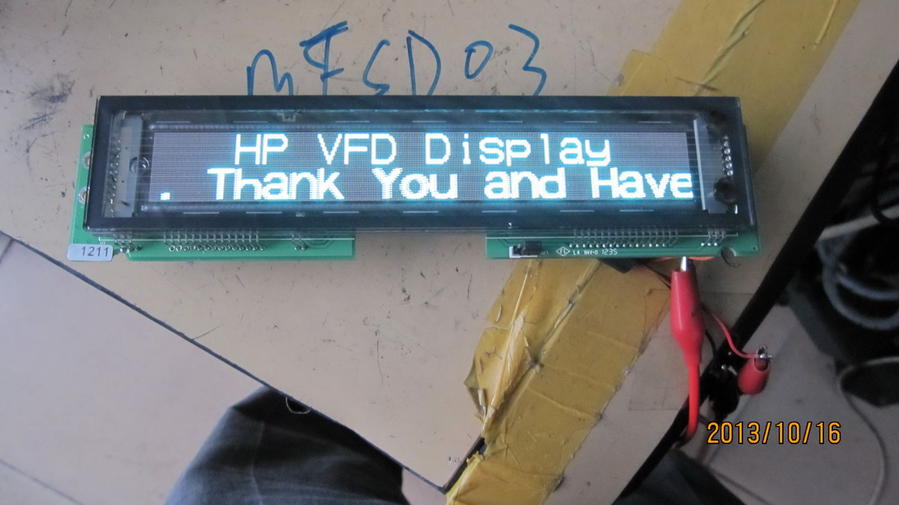 MFSD03
HP VFD Display
. Thank You and Have
1211
2013/10/16